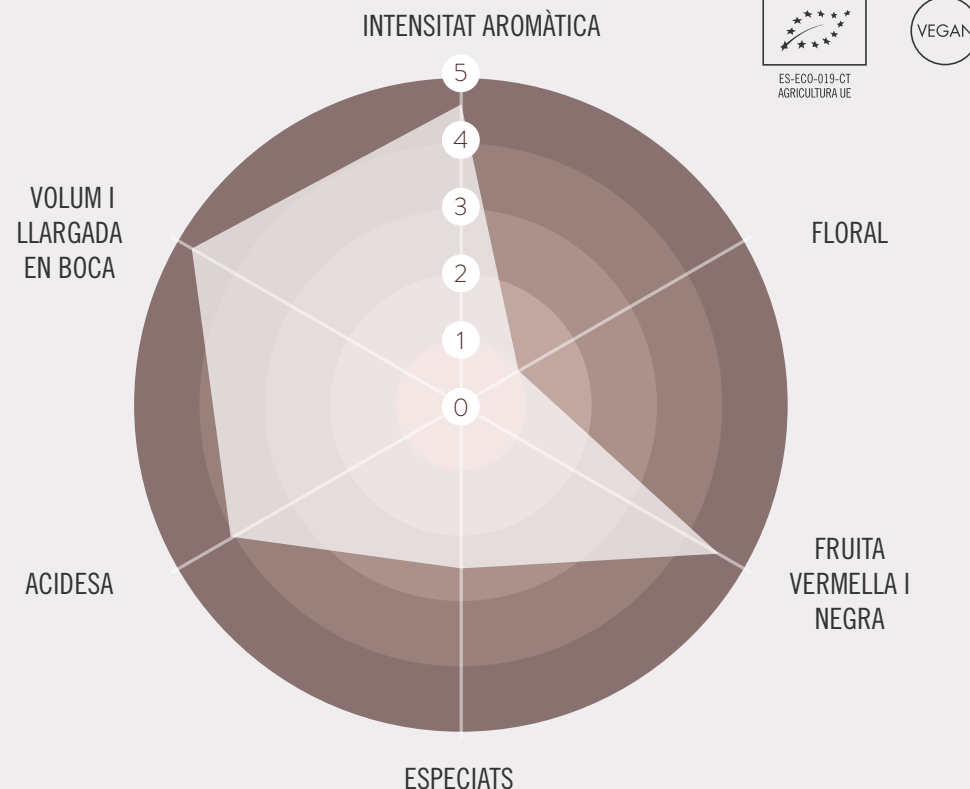 INTENSITAT AROMÀTICA
VEGAN
ES-ECO-019-CT
AGRICULTURA UE
5
4
3
2
1
0
VOLUM I
LLARGADA
EN BOCA
FLORAL
FRUITA
VERMELLA I
NEGRA
ACIDESA
ESPECIATS